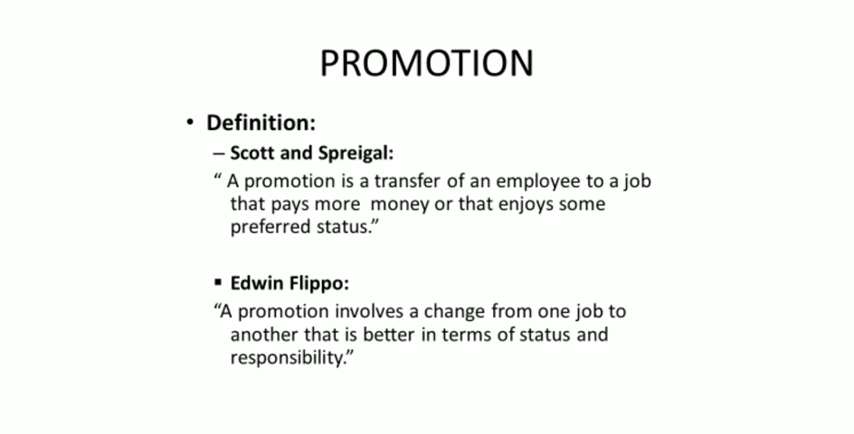 PROMOTION
• Definition:
– Scott and Spreigal:
“ A promotion is a transfer of an employee to a job
that pays more  money or that enjoys some
preferred status.”
▪ Edwin Flippo:
“A promotion involves a change from one job to
another that is better in terms of status and
responsibility.”